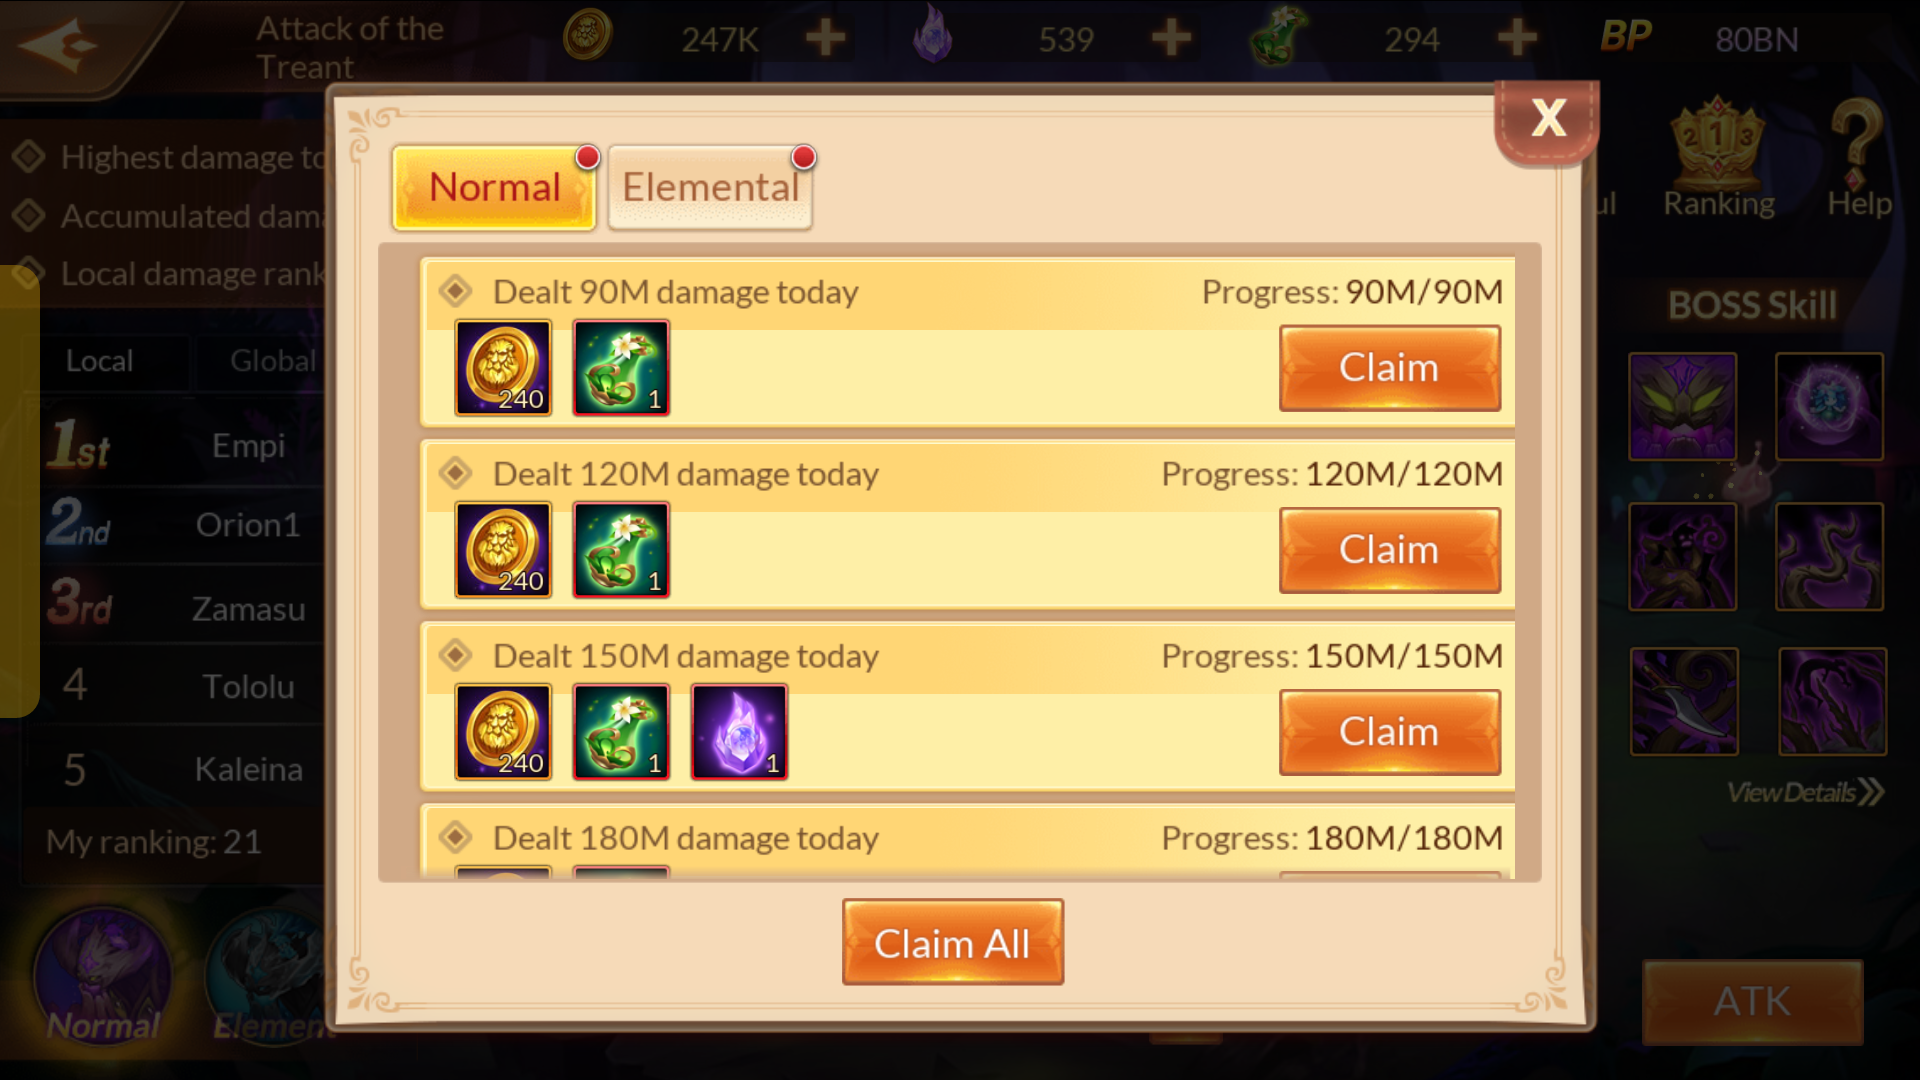 Attack of the
Treant
247K
539
294
BP
80BN
X
Highest damage to
Accumulated dama
Local damage rank
Normal
Elemental
Ranking
Help
Dealt 90M damage today
Progress: 90M/90M
240
1
Claim
Dealt 120M damage today
Progress: 120M/120M
240
1
Claim
Dealt 150M damage today
Progress: 150M/150M
240
1
1
Claim
Dealt 180M damage today
Progress: 180M/180M
Claim All
Local
Global
1st
Empi
2nd
Orion1
3rd
Zamasu
4
Tololu
5
Kaleina
My ranking: 21
Normal
Element
BOSS Skill
View Details
ATK